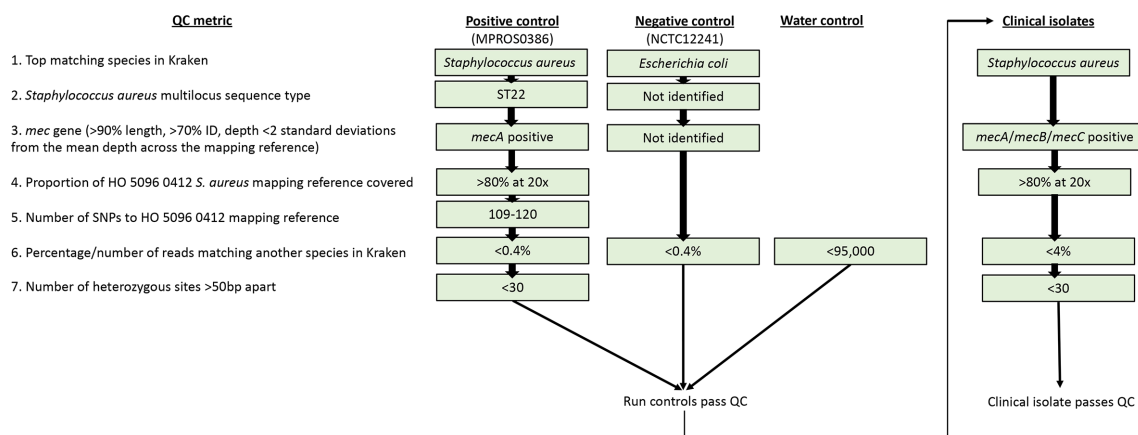 QC metric
Positive control
(MPROS0386)
Negative control
(NCTC12241)
Water control
Clinical isolates
1. Top matching species in Kraken
Staphylococcus aureus
Escherichia coli
Staphylococcus aureus
2. Staphylococcus aureus multilocus sequence type
ST22
Not identified
3. mec gene (>90% length, >70% ID, depth <2 standard deviations
from the mean depth across the mapping reference)
mecA positive
Not identified
mecA/mecB/mecC positive
4. Proportion of HO 5096 0412 S. aureus mapping reference covered
>80% at 20x
>80% at 20x
5. Number of SNPs to HO 5096 0412 mapping reference
109-120
6. Percentage/number of reads matching another species in Kraken
<0.4%
<0.4%
<95,000
<4%
7. Number of heterozygous sites >50bp apart
<30
<30
Run controls pass QC
Clinical isolate passes QC